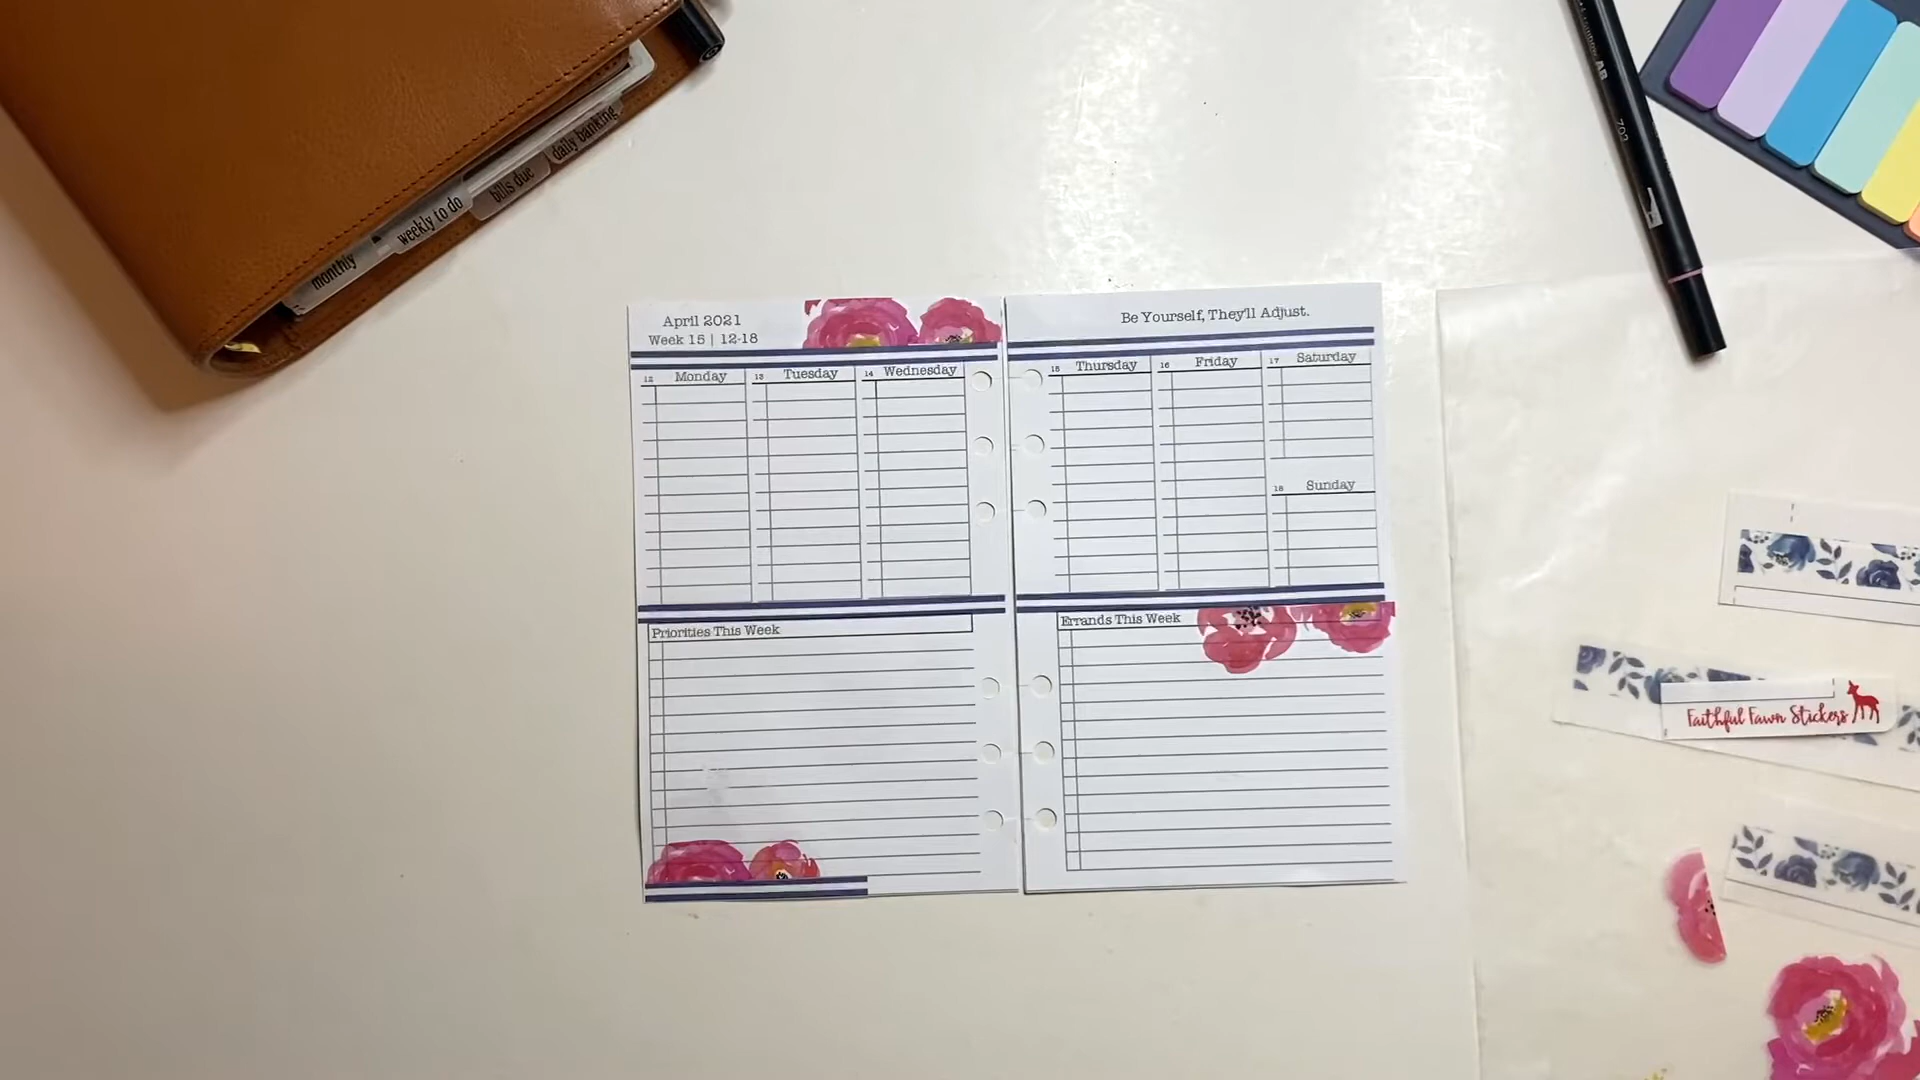 monthly
weekly to do
bills due
daily banking
April 2021
Week 15 | 12-18
12 Monday
13 Tuesday
14 Wednesday
Priorities This Week
Be Yourself, They'll Adjust.
15 Thursday
16 Friday
17 Saturday
18 Sunday
Errands This Week
703
Faithful Fawn Stickers